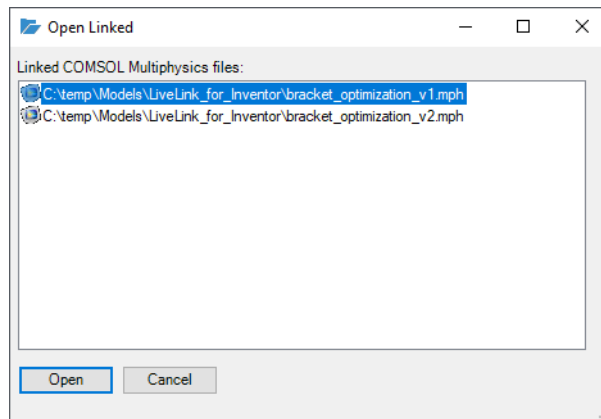 Open Linked
Linked COMSOL Multiphysics files:
C:\temp\Models\LiveLink_for_Inventor\bracket_optimization_v1.mph
C:\temp\Models\LiveLink_for_Inventor\bracket_optimization_v2.mph
Open Cancel